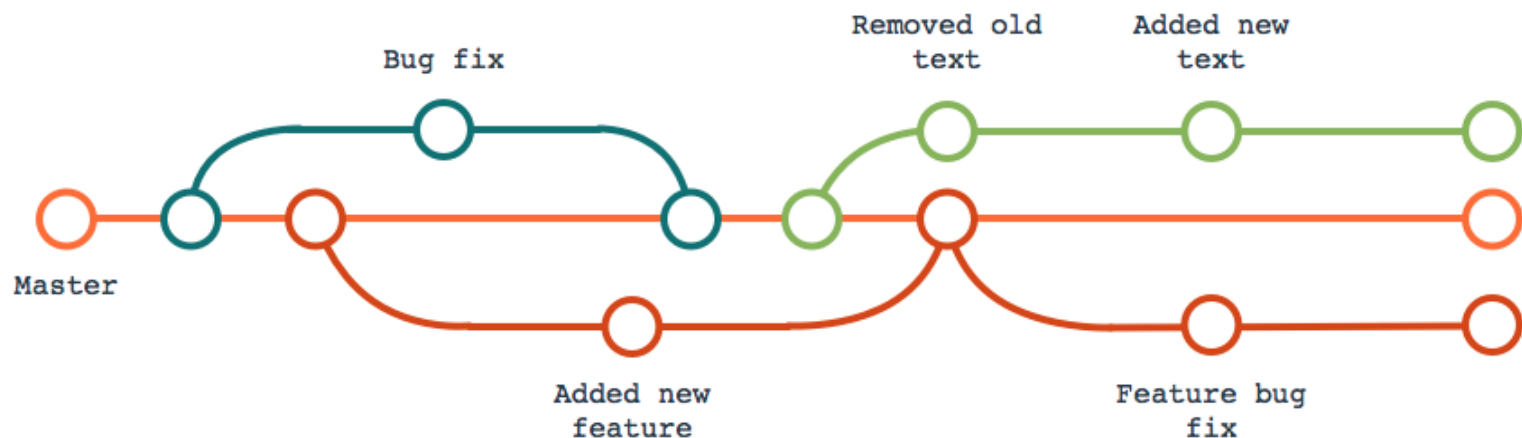 Bug fix
Removed old
text
Added new
text
Master
Added new
feature
Feature bug
fix